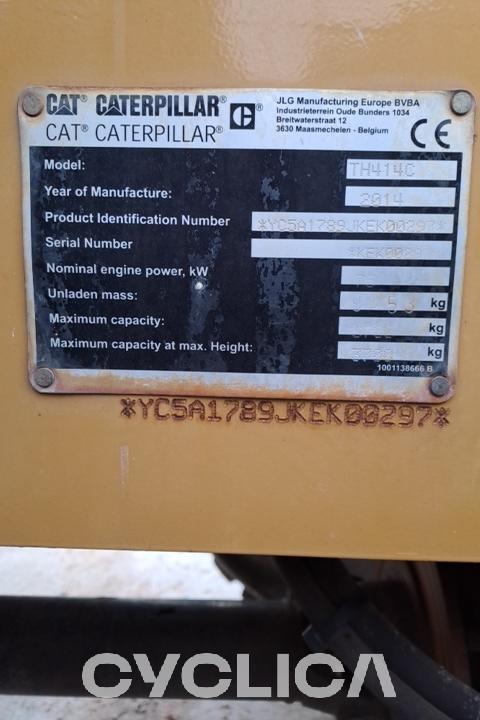 CAT® CATERPILLAR®
CAT® CATERPILLAR®
C®
JLG Manufacturing Europe BVBA
Industrieterrein Oude Bunders 1034
Breitwaterstraat 12
3630 Maasmechelen - Belgium
CE
Model: TH414C
Year of Manufacture: 2014
Product Identification Number *YC5A1789JKEK00297*
Serial Number
Nominal engine power, kW
Unladen mass: kg
Maximum capacity: kg
Maximum capacity at max. Height: kg
1001138666 B
*YC5A1789JKEK00297*
CYCLICA